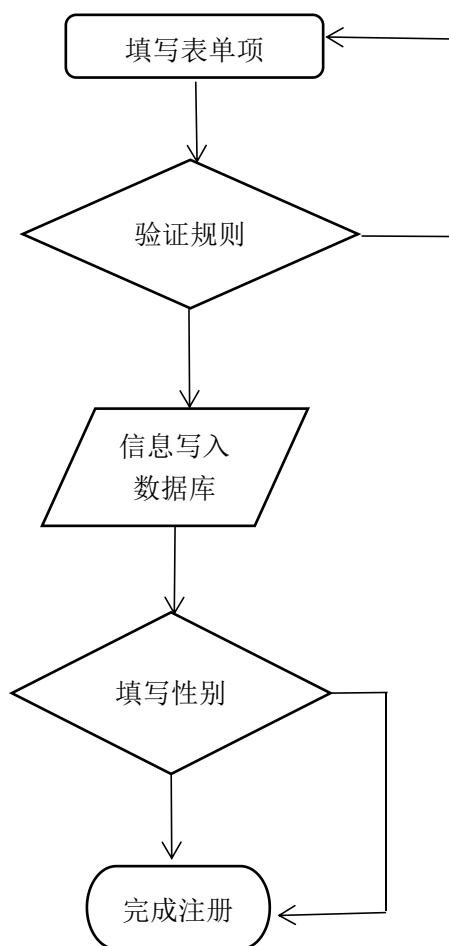 填写表单项
验证规则
信息写入
数据库
填写性别
完成注册